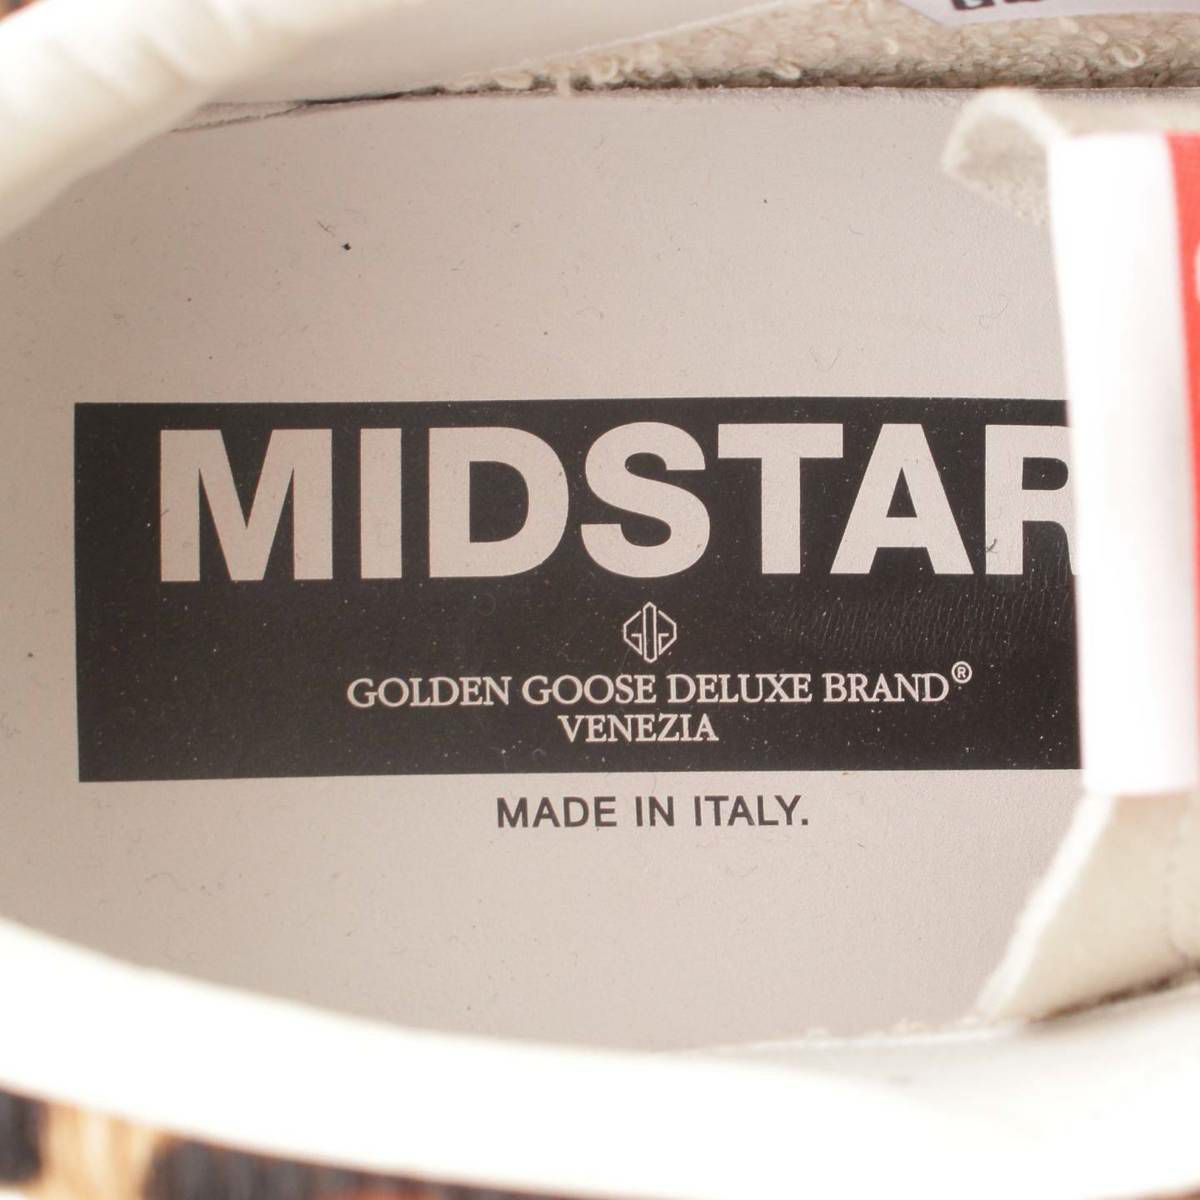 MIDSTAR
GOLDEN GOOSE DELUXE BRAND®
VENEZIA
MADE IN ITALY.